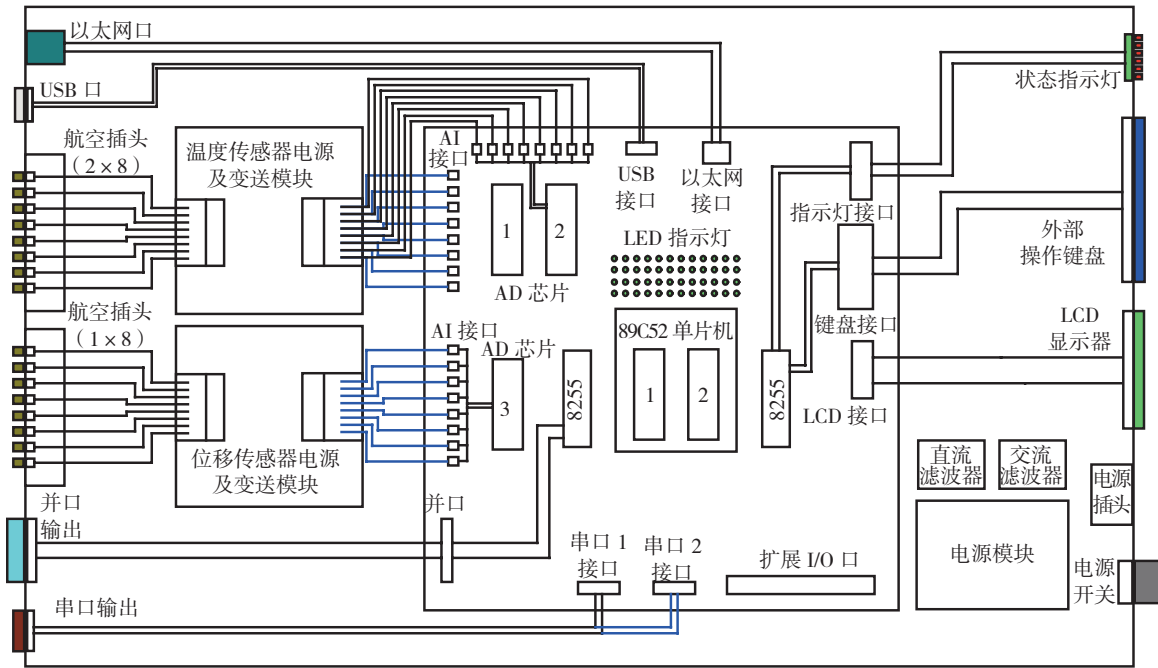 以太网口
USB 口
航空插头
（2×8）
温度传感器电源
及变送模块
AI
接口
1
2
AD 芯片
USB
接口
以太网
接口
LED 指示灯
状态指示灯
指示灯接口
外部
操作键盘
键盘接口
航空插头
（1×8）
位移传感器电源
及变送模块
AI 接口
AD 芯片
3
8255
89C52 单片机
1
2
8255
LCD 接口
LCD
显示器
直流
滤波器
交流
滤波器
电源
插头
电源模块
电源
开关
并口
输出
并口
串口 1
接口
串口 2
接口
扩展 I/O 口
串口输出